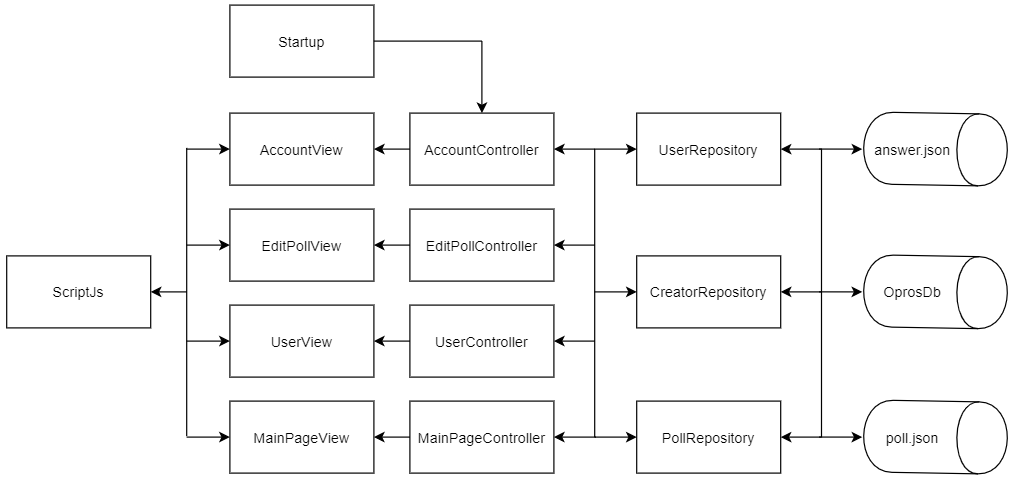 Startup
AccountView
AccountController
UserRepository
answer.json
EditPollView
EditPollController
ScriptJs
CreatorRepository
OprosDb
UserView
UserController
MainPageView
MainPageController
PollRepository
poll.json